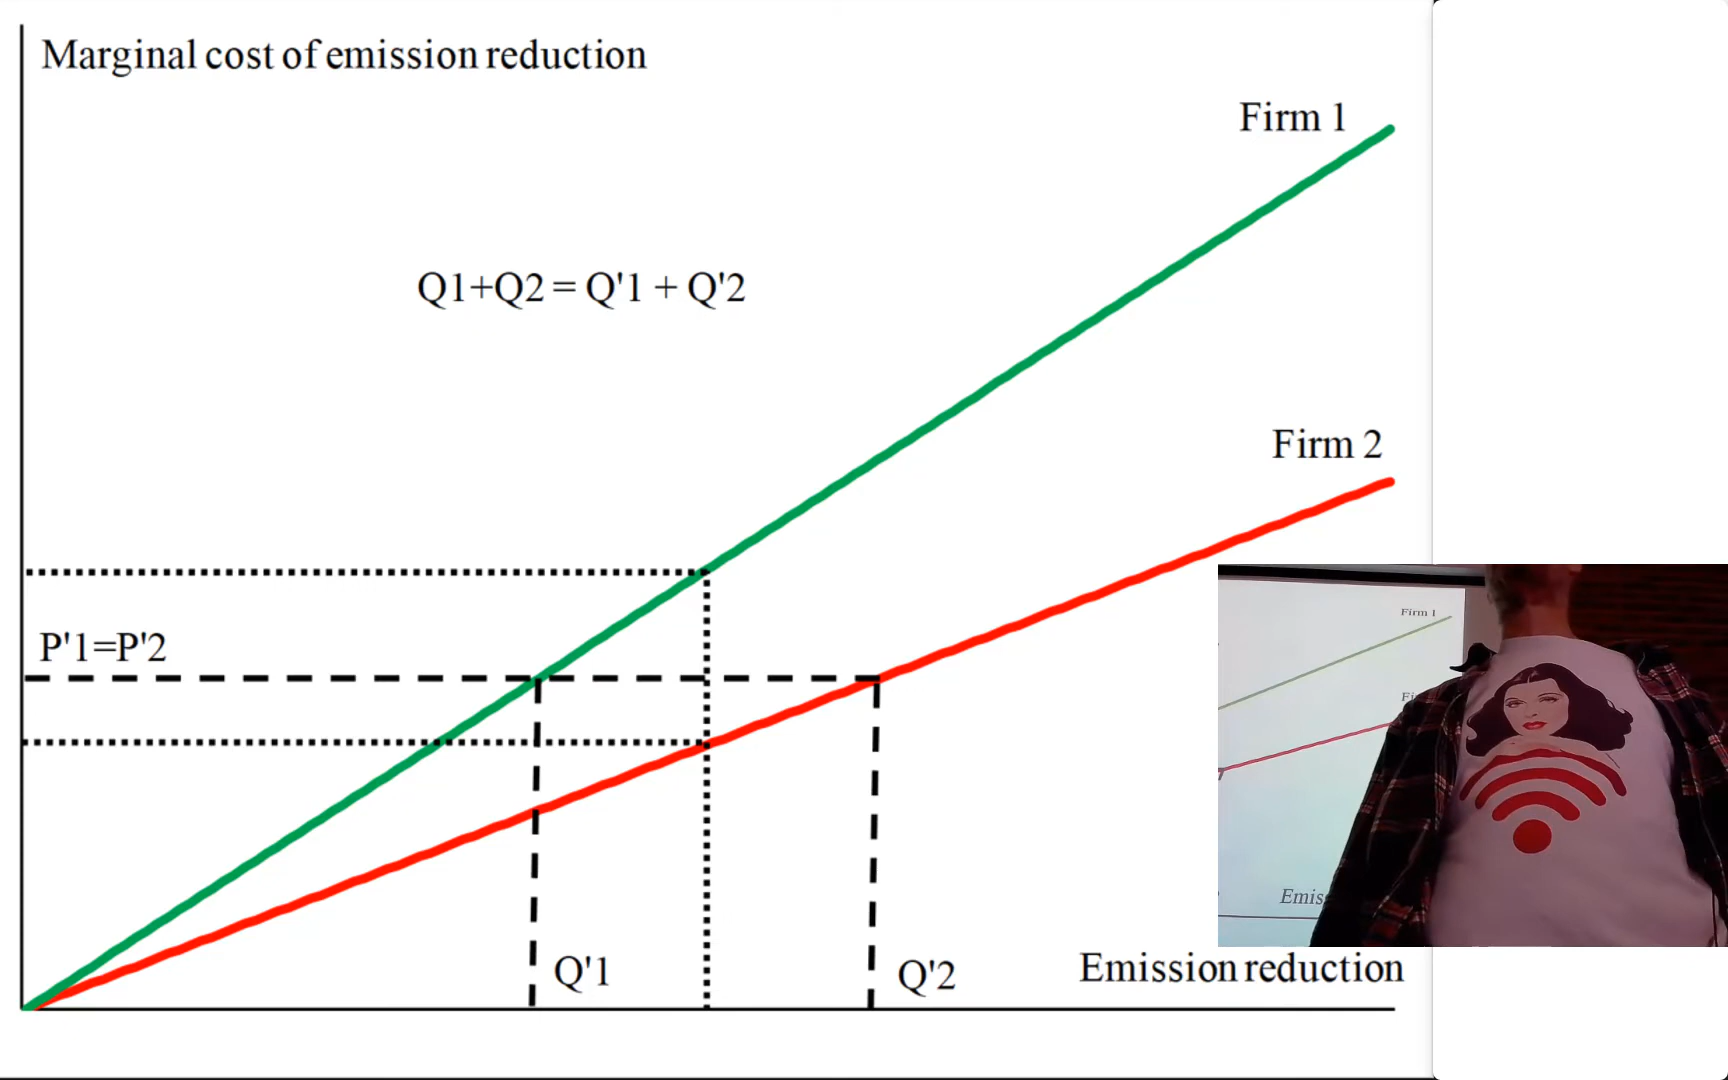 Marginal cost of emission reduction
Firm 1
Q1+Q2 = Q'1 + Q'2
Firm 2
P'1=P'2
Q'1
Q'2
Emission reduction
Firm 1